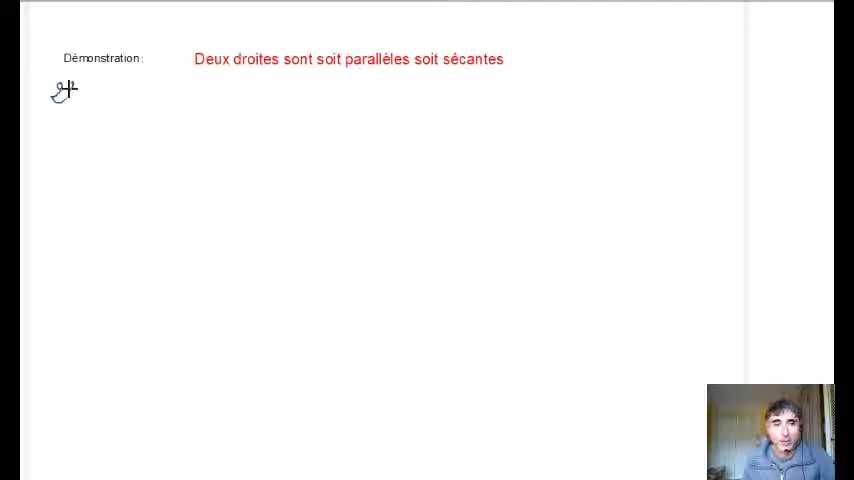 Démonstration : Deux droites sont soit parallèles soit sécantes